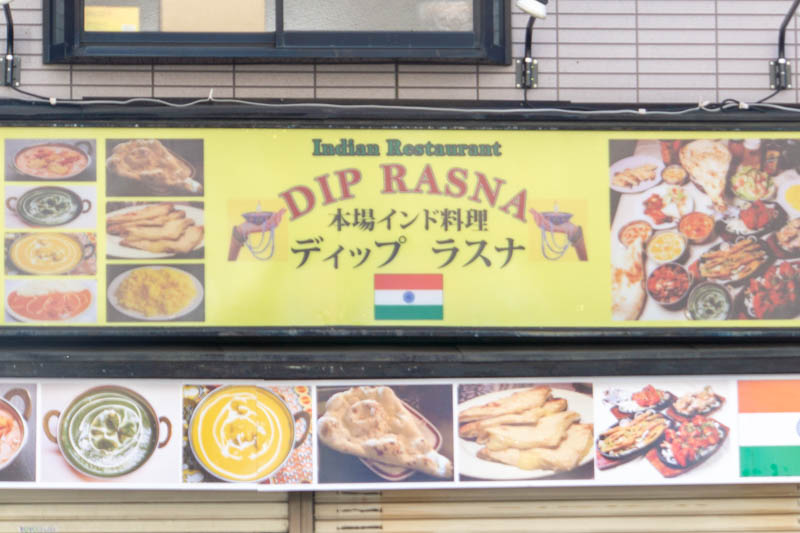 Indian Restaurant
DIP RASNA
本場インド料理
ディップ ラスナ